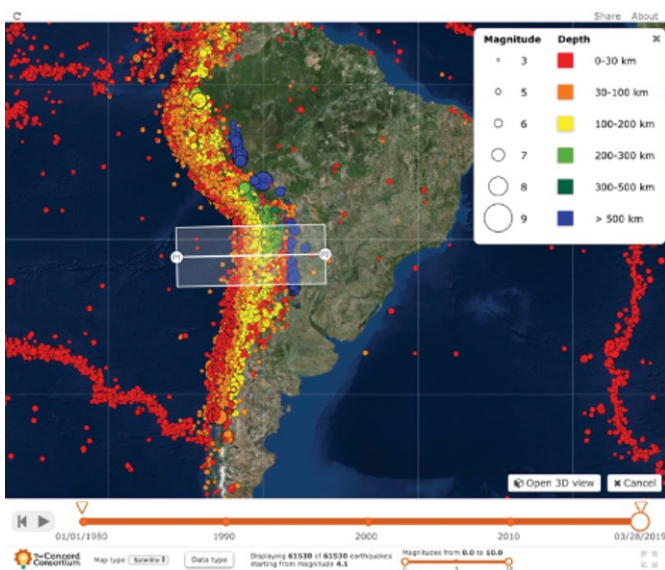 Share About
Magnitude Depth
3 0-30 km
5 30-100 km
6 100-200 km
7 200-300 km
8 300-500 km
9 > 500 km
P1
P2
Open 3D view
Cancel
01/01/1980 1990 2000 2010 03/28/2019
The Concord Consortium
Map type Satellite
Data type
Displaying 61530 of 61530 earthquakes
starting from magnitude 4.1
Magnitudes from 0.0 to 10.0